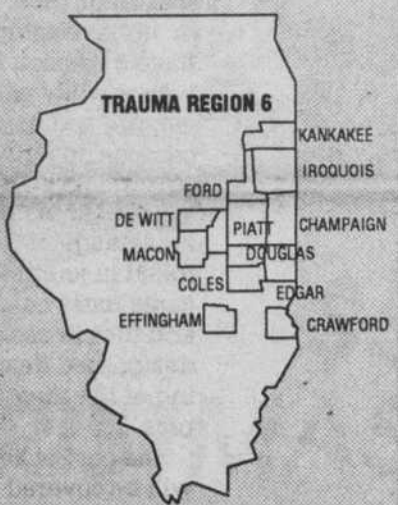 TRAUMA REGION 6
KANKAKEE
IROQUOIS
FORD
DE WITT
PIATT
CHAMPAIGN
MACON
DOUGLAS
COLES
EDGAR
EFFINGHAM
CRAWFORD